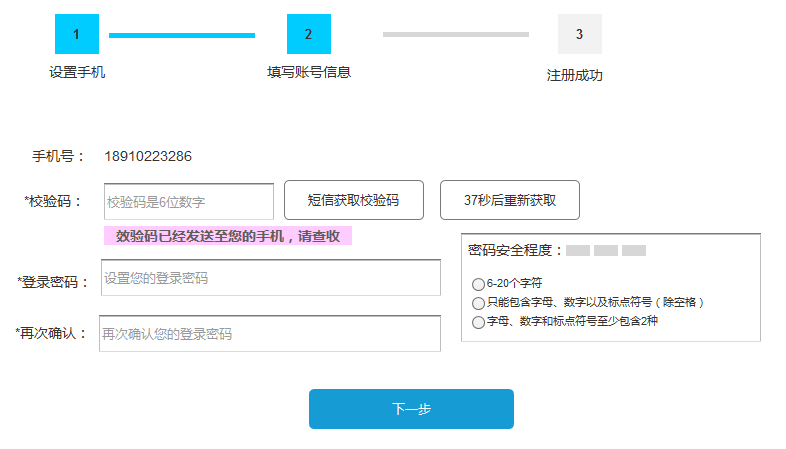 1
2
3
设置手机
填写账号信息
注册成功
手机号： 18910223286
*校验码： 校验码是6位数字 短信获取校验码 37秒后重新获取
效验码已经发送至您的手机，请查收
密码安全程度：
*登录密码： 设置您的登录密码
6-20个字符
只能包含字母、数字以及标点符号（除空格）
字母、数字和标点符号至少包含2种
*再次确认： 再次确认您的登录密码
下一步